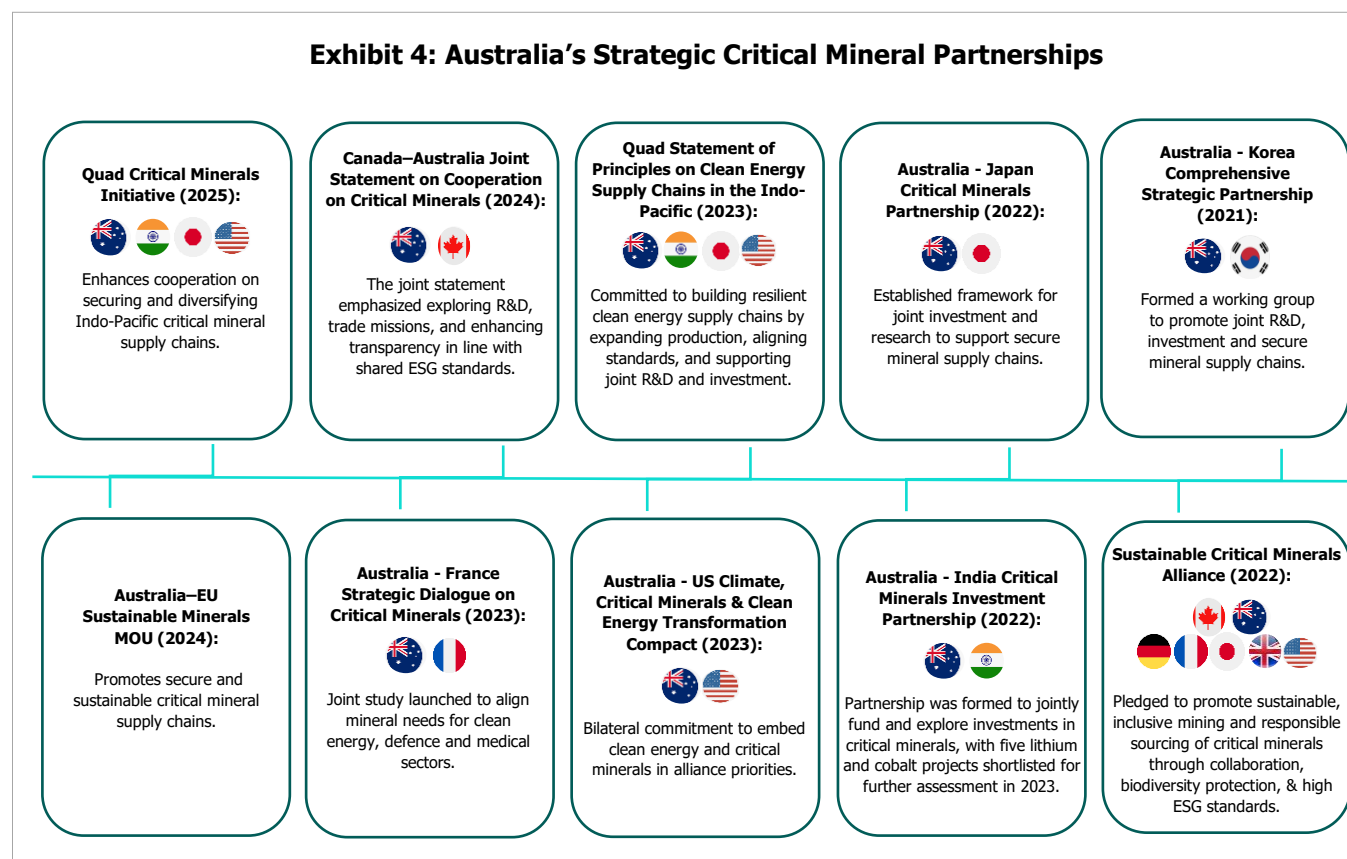 Exhibit 4: Australia's Strategic Critical Mineral Partnerships
Quad Critical Minerals
Initiative (2025):
Enhances cooperation on
securing and diversifying
Indo-Pacific critical mineral
supply chains.
Canada–Australia Joint
Statement on Cooperation
on Critical Minerals (2024):
The joint statement
emphasized exploring R&D,
trade missions, and enhancing
transparency in line with
shared ESG standards.
Quad Statement of
Principles on Clean Energy
Supply Chains in the Indo-
Pacific (2023):
Committed to building resilient
clean energy supply chains by
expanding production, aligning
standards, and supporting
joint R&D and investment.
Australia - Japan
Critical Minerals
Partnership (2022):
Established framework for
joint investment and
research to support secure
mineral supply chains.
Australia - Korea
Comprehensive
Strategic Partnership
(2021):
Formed a working group
to promote joint R&D,
investment and secure
mineral supply chains.
Australia–EU
Sustainable Minerals
MOU (2024):
Promotes secure and
sustainable critical mineral
supply chains.
Australia - France
Strategic Dialogue on
Critical Minerals (2023):
Joint study launched to align
mineral needs for clean
energy, defence and medical
sectors.
Australia - US Climate,
Critical Minerals & Clean
Energy Transformation
Compact (2023):
Bilateral commitment to embed
clean energy and critical
minerals in alliance priorities.
Australia - India Critical
Minerals Investment
Partnership (2022):
Partnership was formed to jointly
fund and explore investments in
critical minerals, with five lithium
and cobalt projects shortlisted for
further assessment in 2023.
Sustainable Critical Minerals
Alliance (2022):
Pledged to promote sustainable,
inclusive mining and responsible
sourcing of critical minerals
through collaboration,
biodiversity protection, & high
ESG standards.